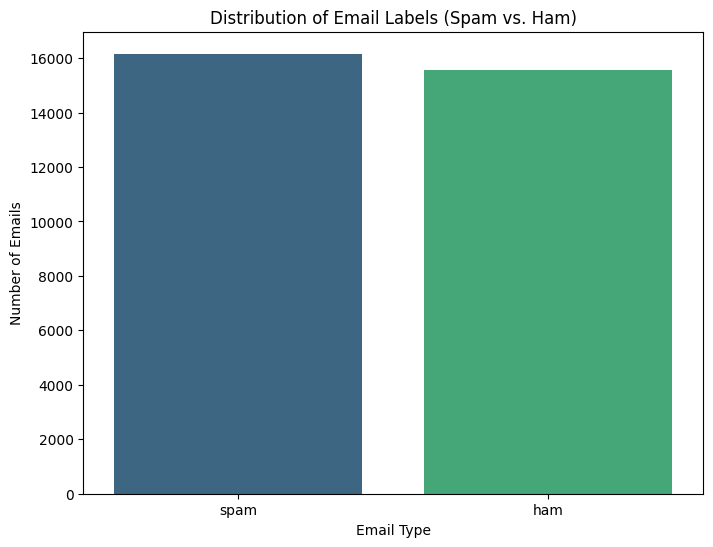 Distribution of Email Labels (Spam vs. Ham)
16000
14000
12000
10000
8000
6000
4000
2000
0
Number of Emails
spam
ham
Email Type